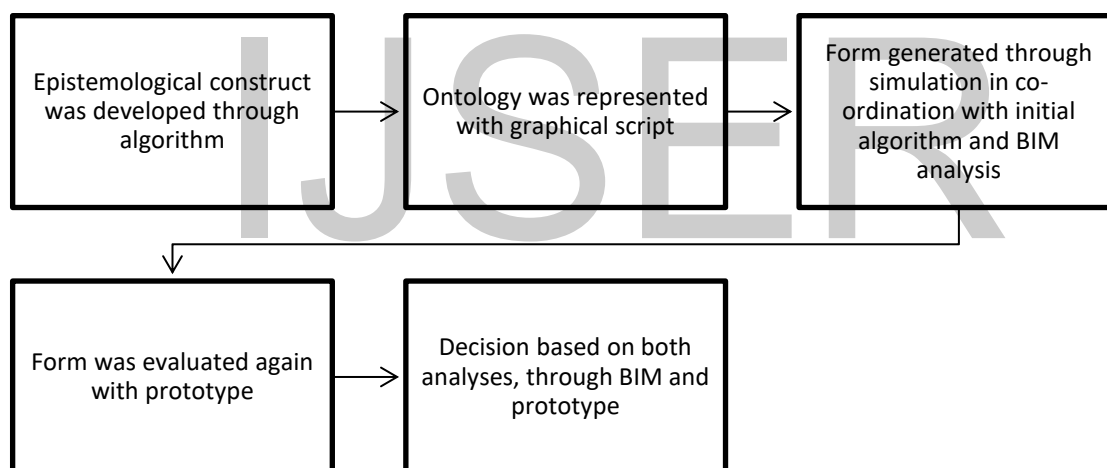 IJSER
Epistemological construct
was developed through
algorithm
Ontology was represented
with graphical script
Form generated through
simulation in co-
ordination with initial
algorithm and BIM
analysis
Form was evaluated again
with prototype
Decision based on both
analyses, through BIM and
prototype